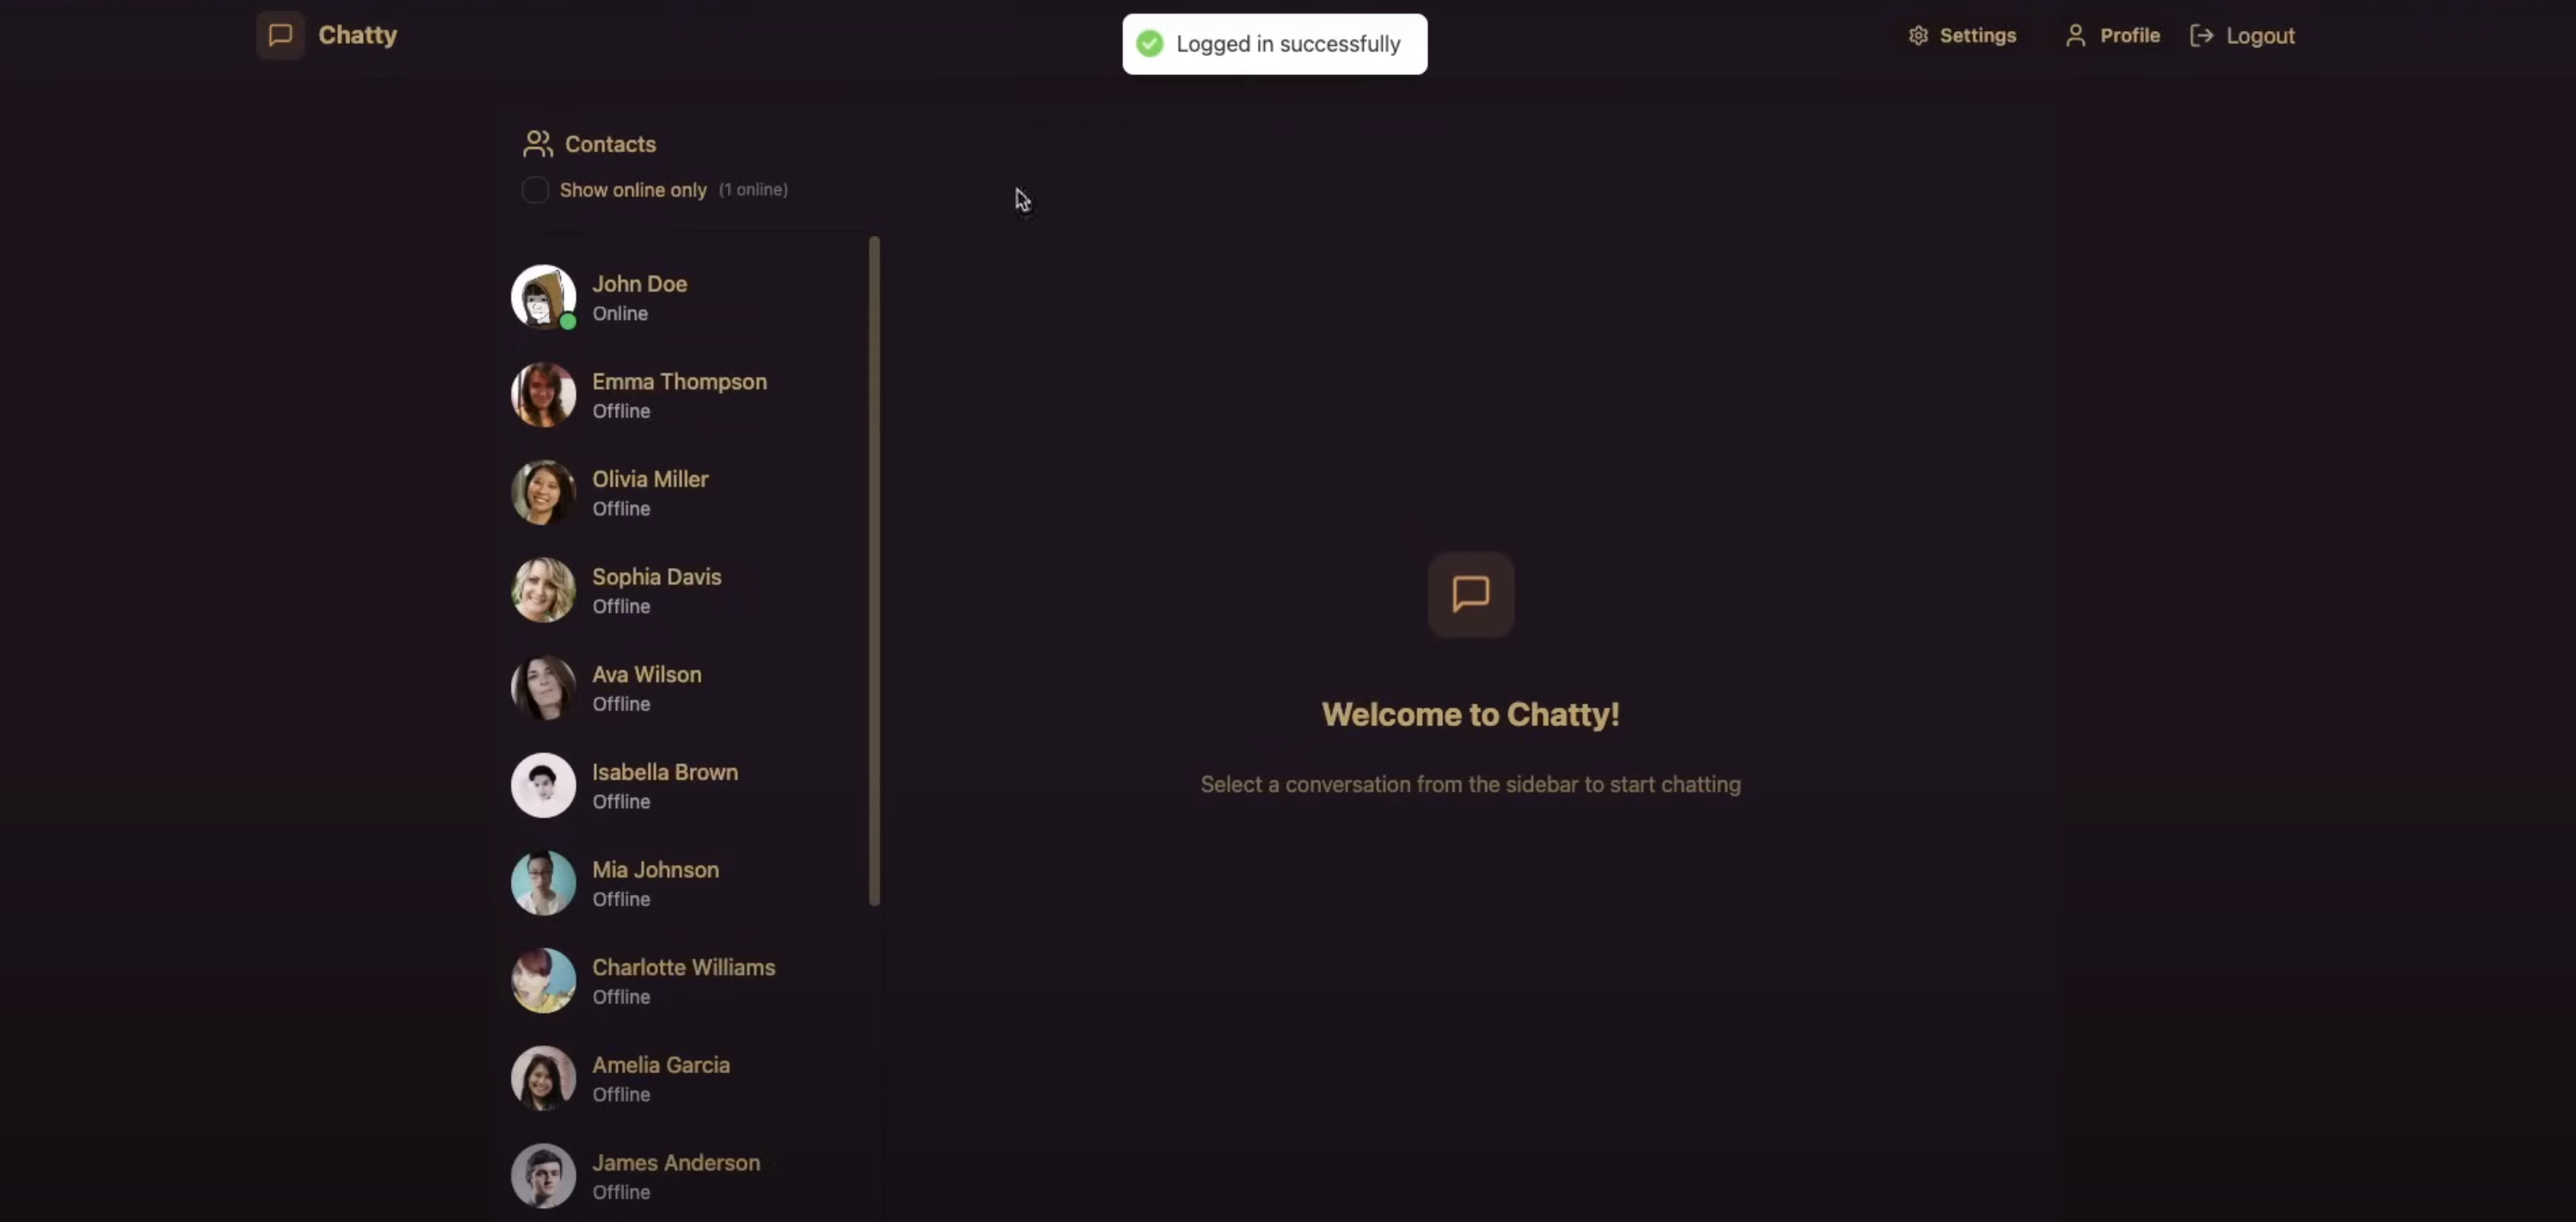 Chatty
Logged in successfully
Settings
Profile
Logout
Contacts
Show online only (1 online)
John Doe
Online
Emma Thompson
Offline
Olivia Miller
Offline
Sophia Davis
Offline
Ava Wilson
Offline
Isabella Brown
Offline
Mia Johnson
Offline
Charlotte Williams
Offline
Amelia Garcia
Offline
James Anderson
Offline
Welcome to Chatty!
Select a conversation from the sidebar to start chatting